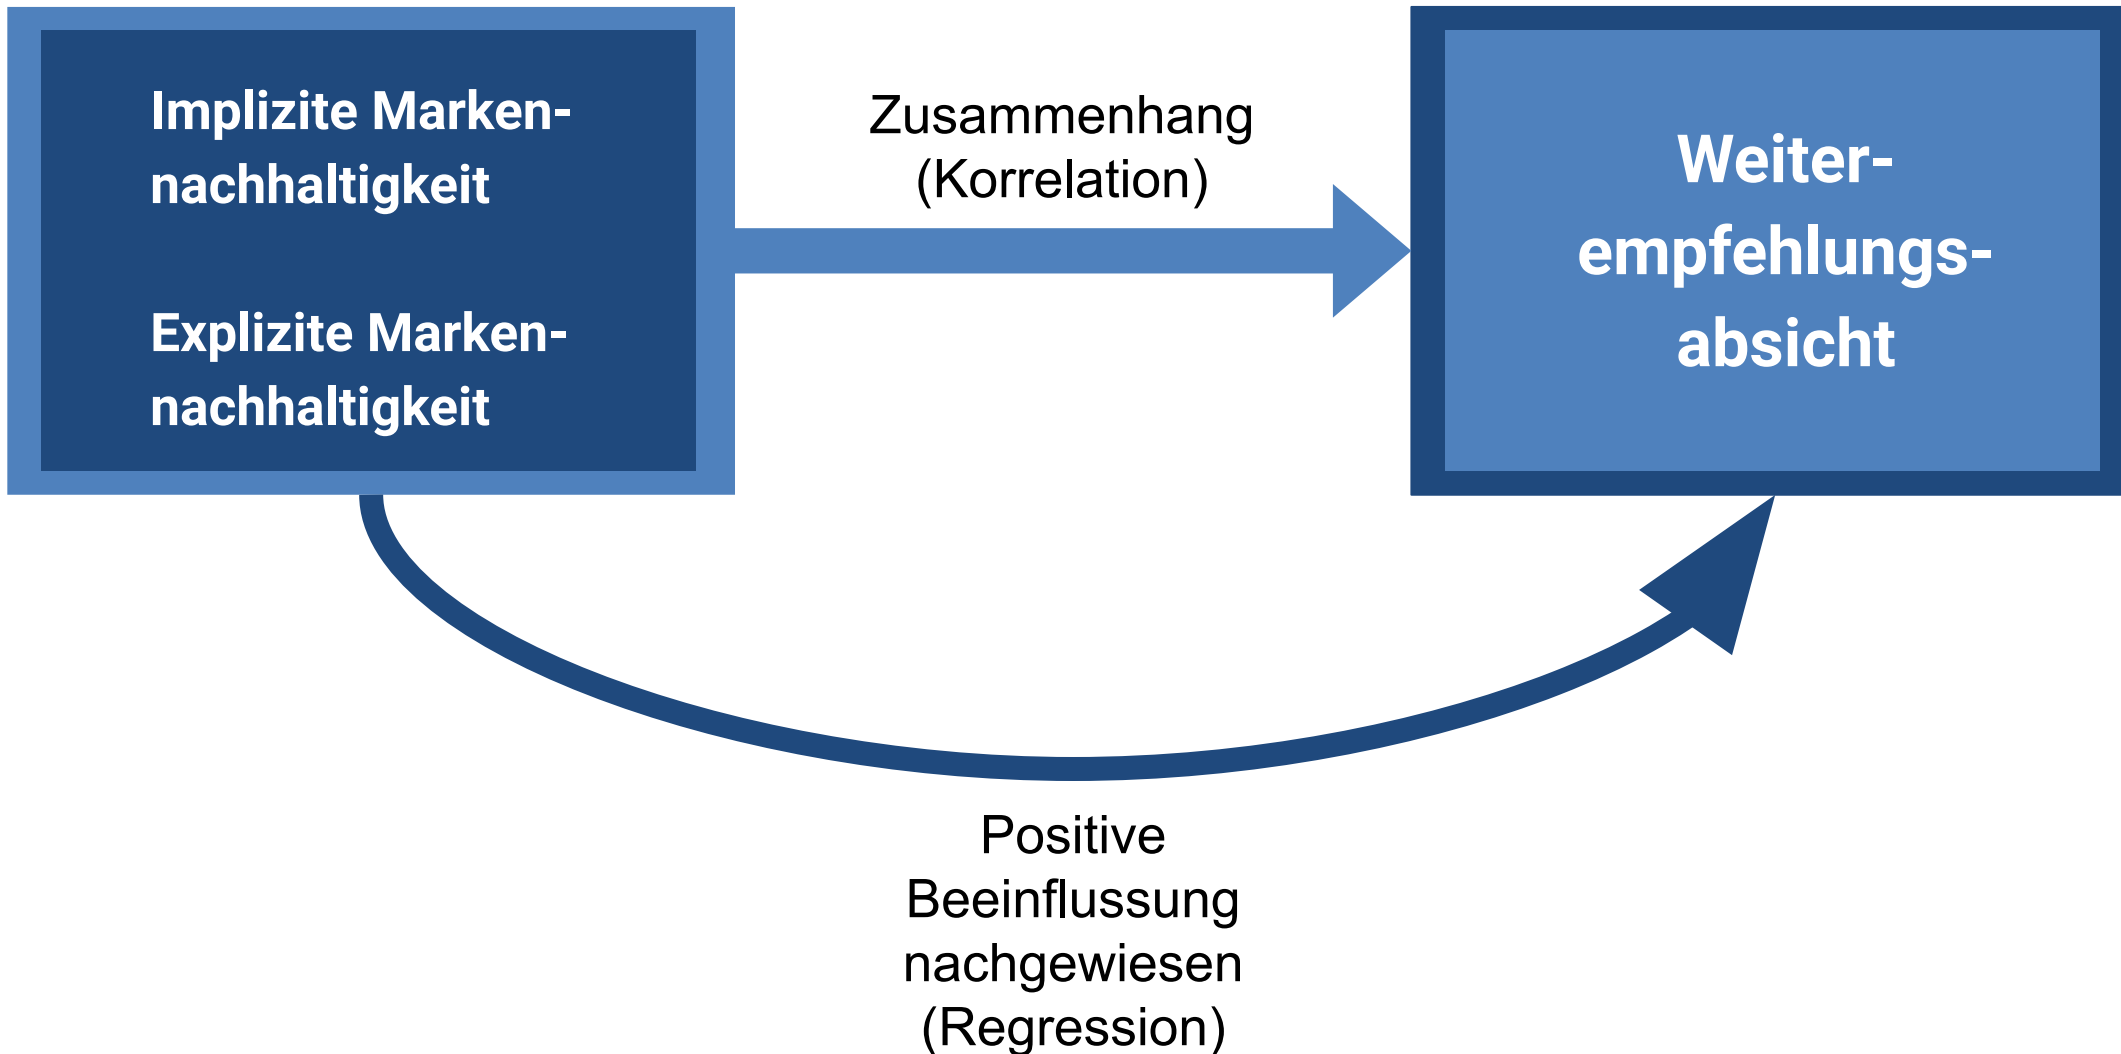 Implizite Marken-
nachhaltigkeit
Explizite Marken-
nachhaltigkeit
Zusammenhang
(Korrelation)
Weiter-
empfehlungs-
absicht
Positive
Beeinflussung
nachgewiesen
(Regression)